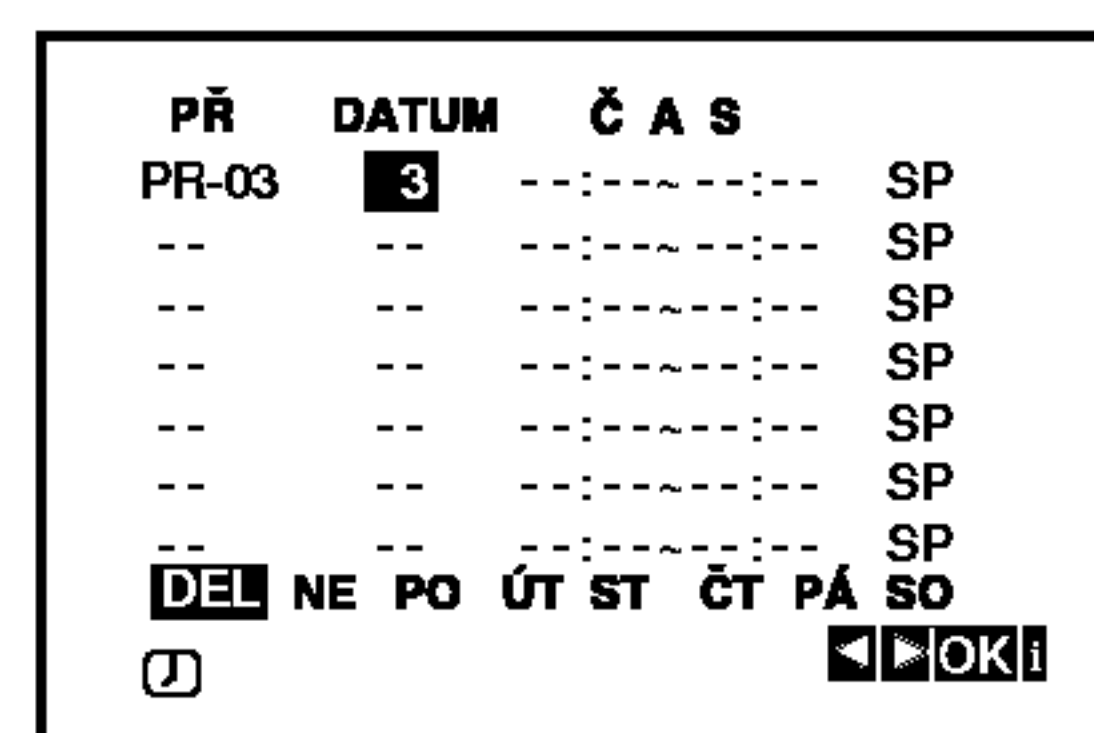 PŘ DATUM Č A S
PR-03 3 --:--~--:-- SP
-- -- --:--~--:-- SP
-- -- --:--~--:-- SP
-- -- --:--~--:-- SP
-- -- --:--~--:-- SP
-- -- --:--~--:-- SP
-- -- --:--~--:-- SP
DEL NE PO ÚT ST ČT PÁ SO
◄ ► OK i